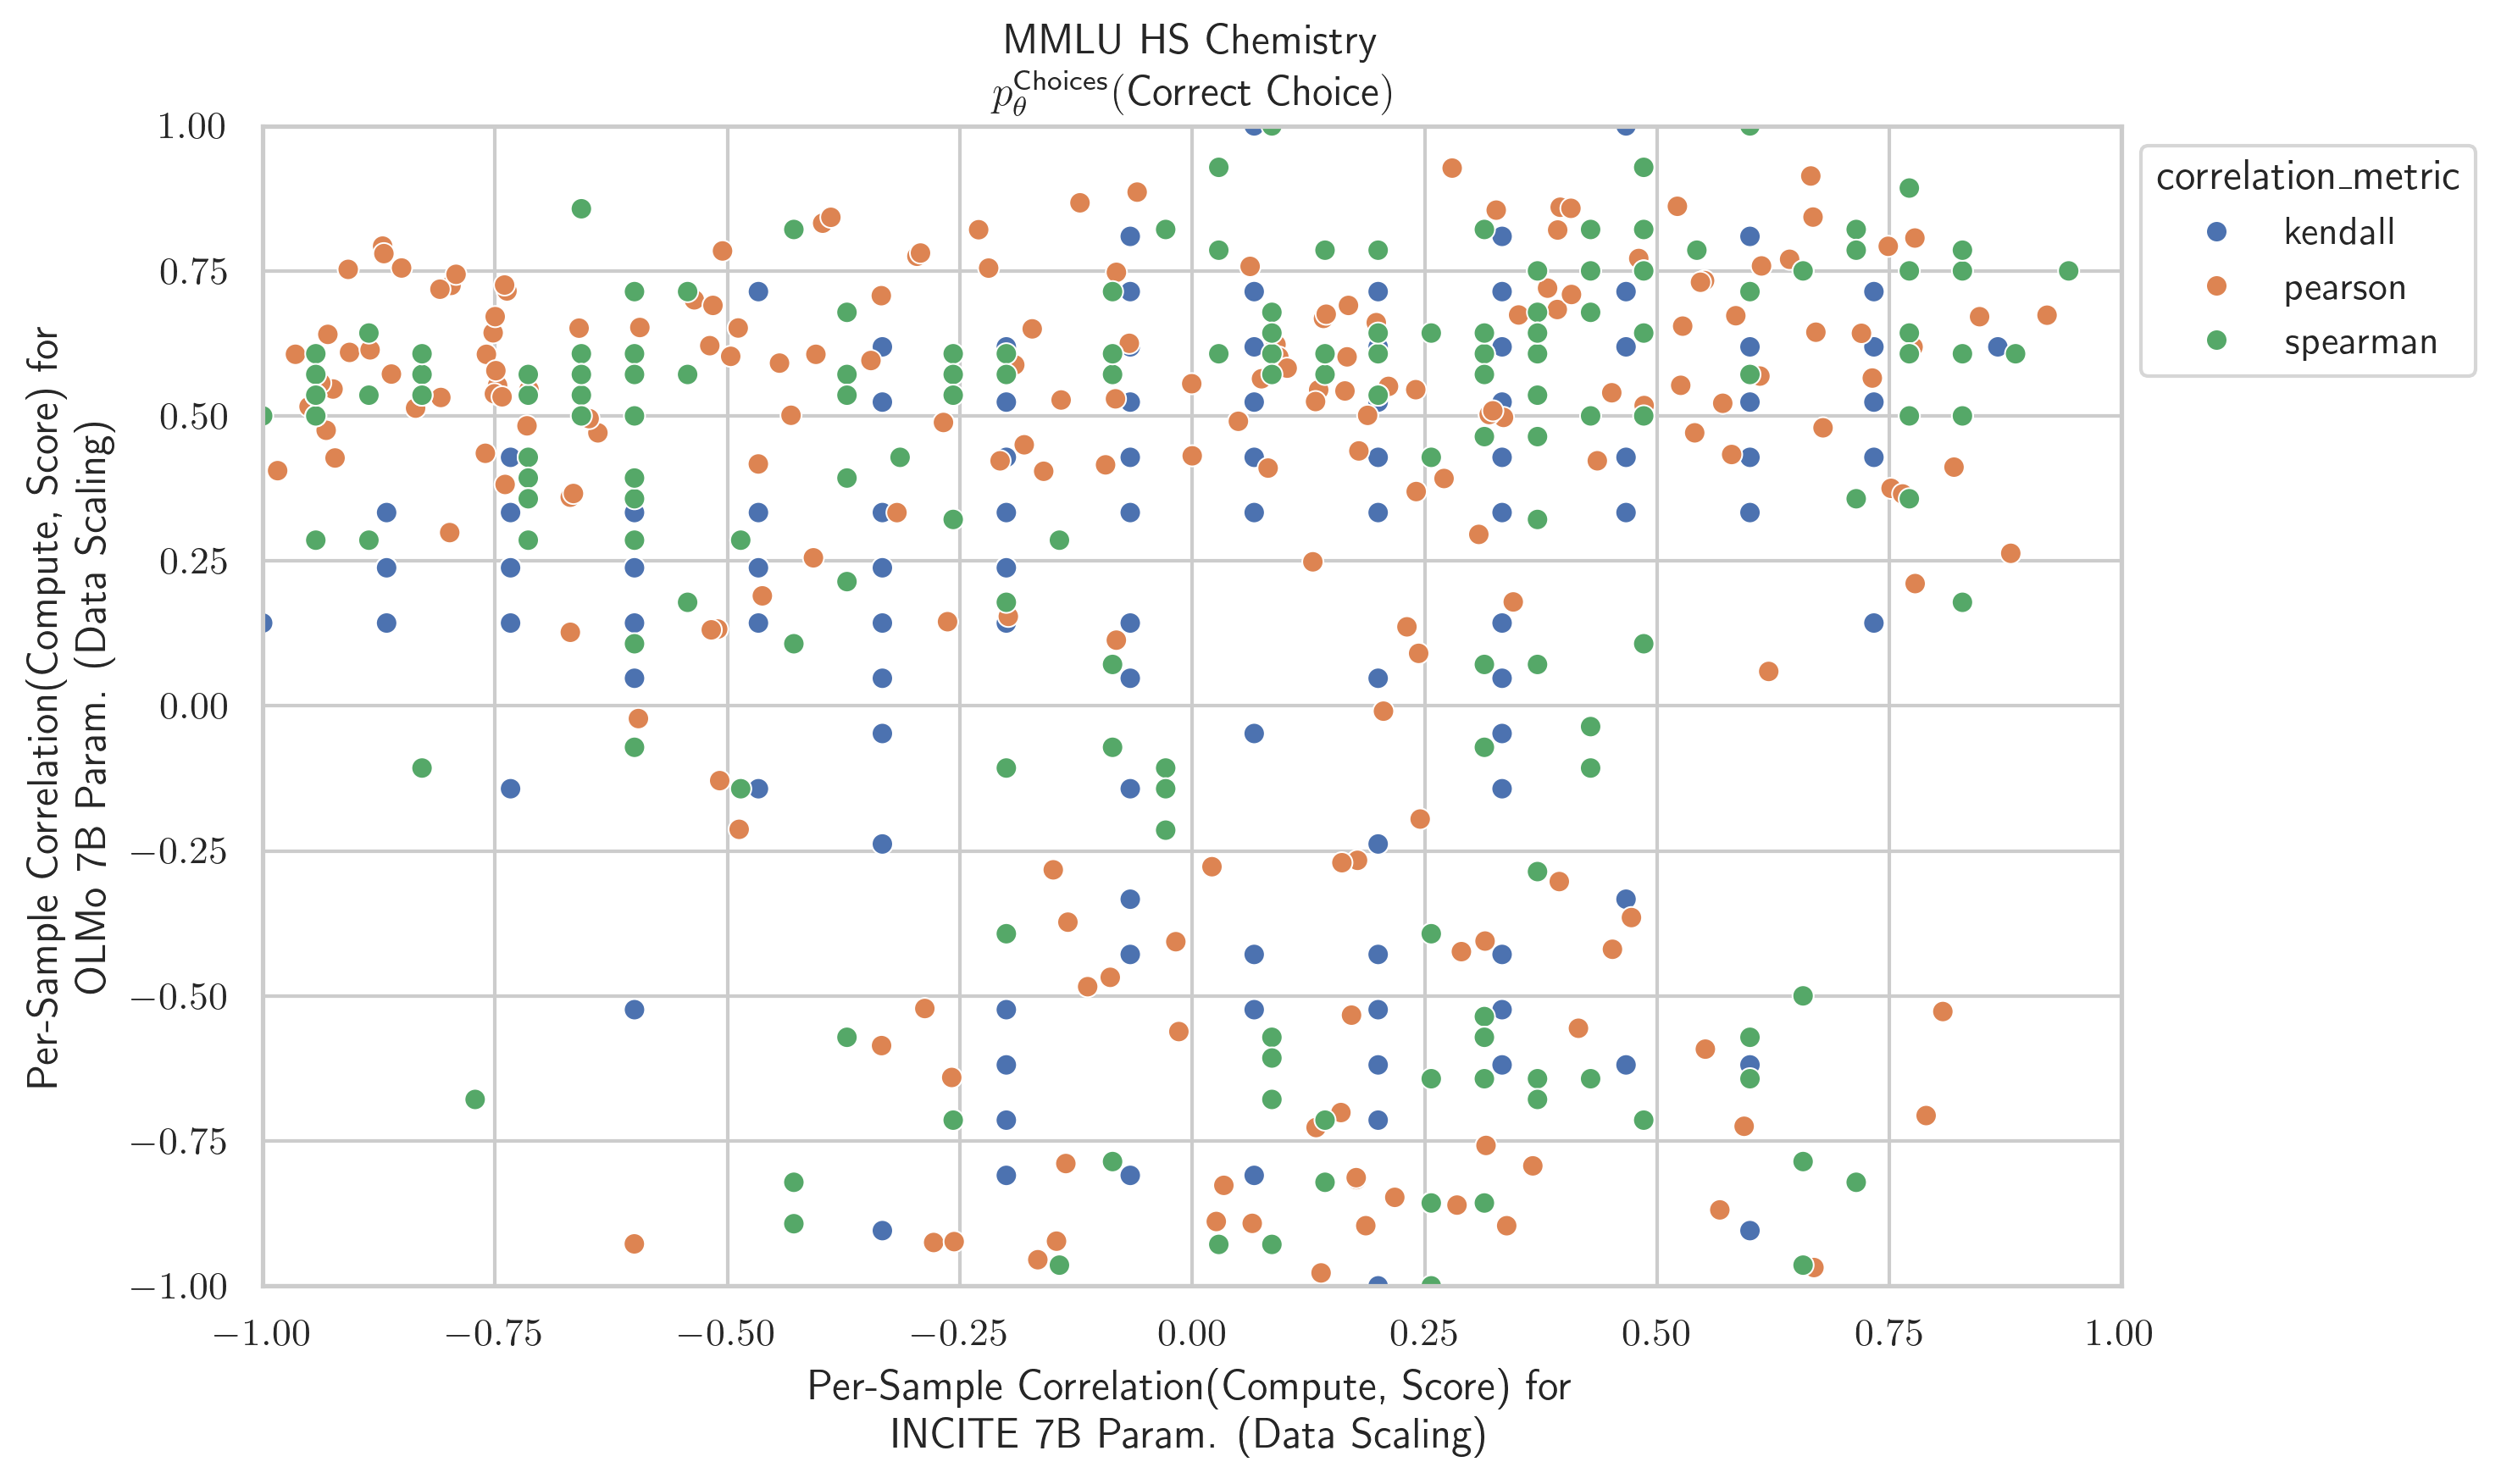 MMLU HS Chemistry
p_θ^Choices(Correct Choice)
1.00
0.75
0.50
0.25
0.00
−0.25
−0.50
−0.75
−1.00
Per-Sample Correlation(Compute, Score) for
OLMo 7B Param. (Data Scaling)
correlation_metric
kendall
pearson
spearman
−1.00 −0.75 −0.50 −0.25 0.00 0.25 0.50 0.75 1.00
Per-Sample Correlation(Compute, Score) for
INCITE 7B Param. (Data Scaling)